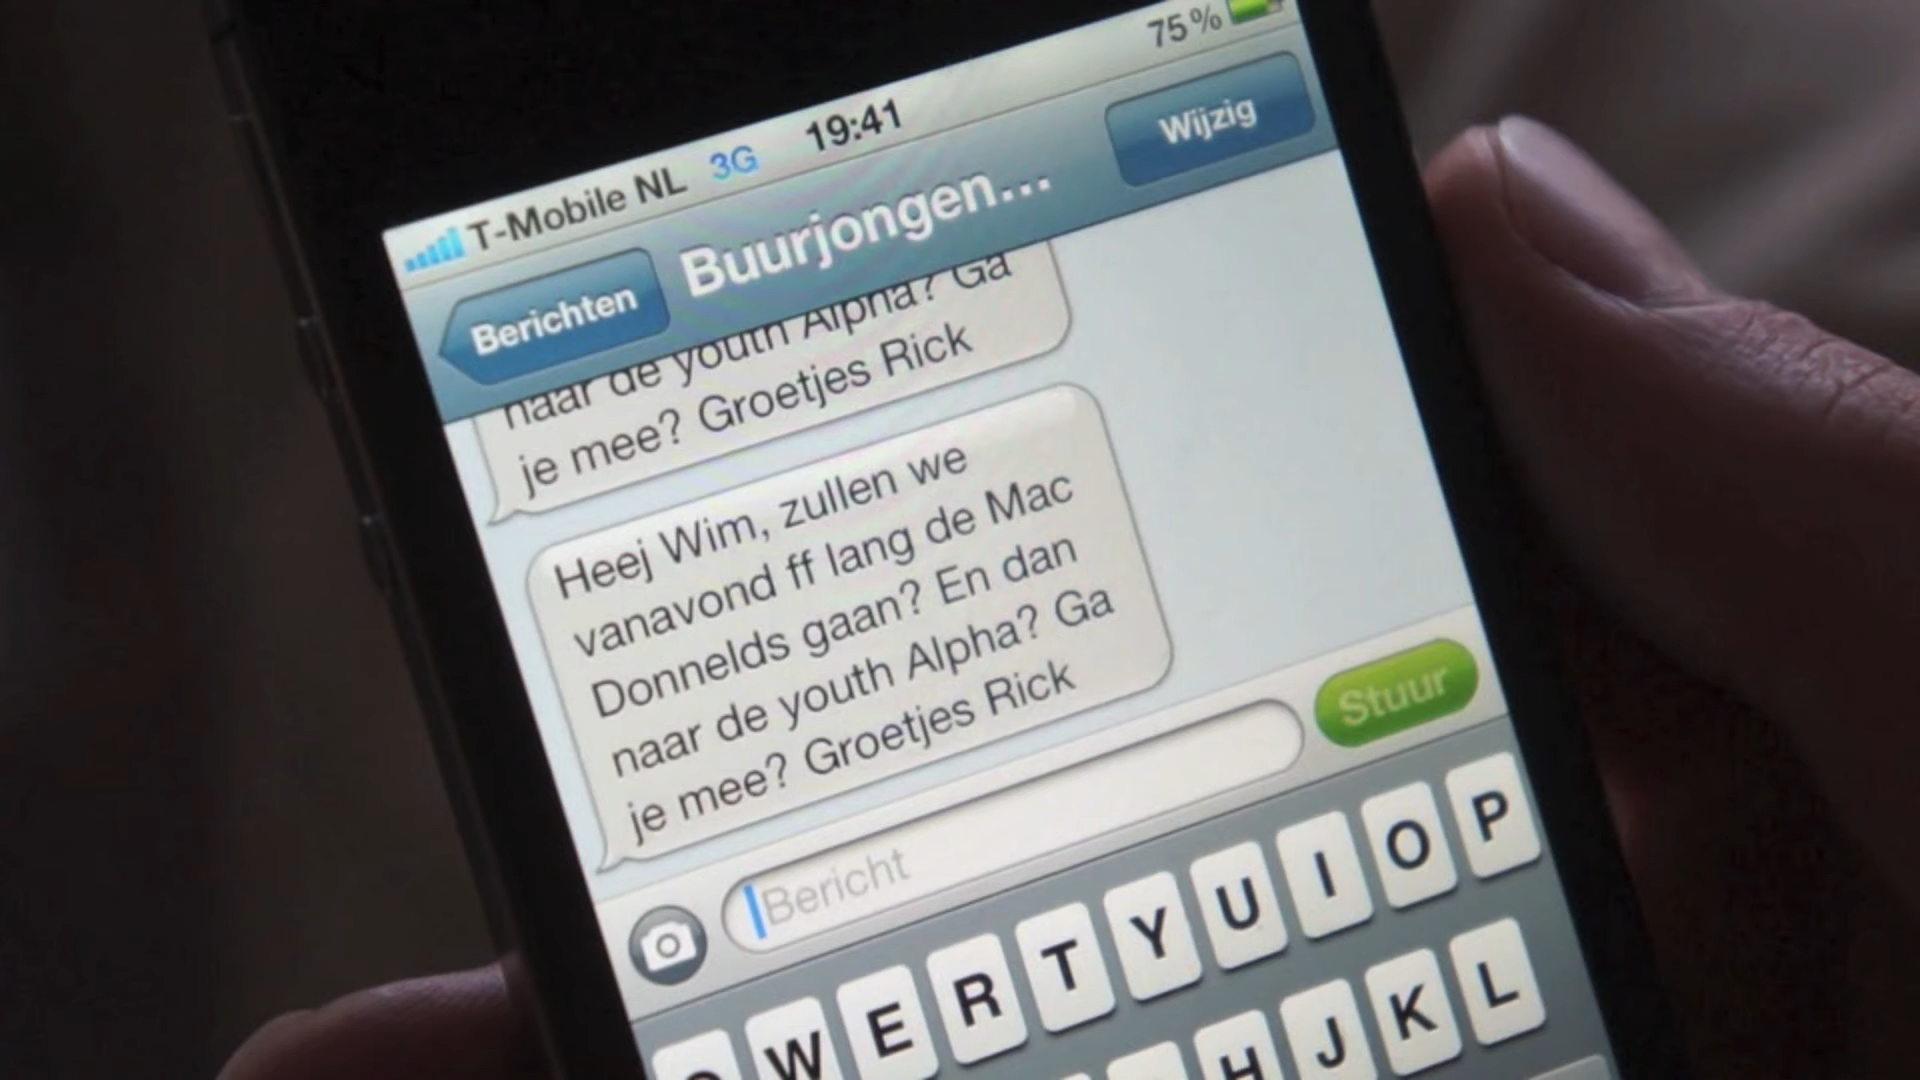 75%
T-Mobile NL 3G 19:41
Berichten Buurjongen... Wijzig
naar de youth Alpha? Ga
je mee? Groetjes Rick
Heej Wim, zullen we
vanavond ff lang de Mac
Donnelds gaan? En dan
naar de youth Alpha? Ga
je mee? Groetjes Rick
Bericht Stuur
W E R T Y U I O P
H J K L